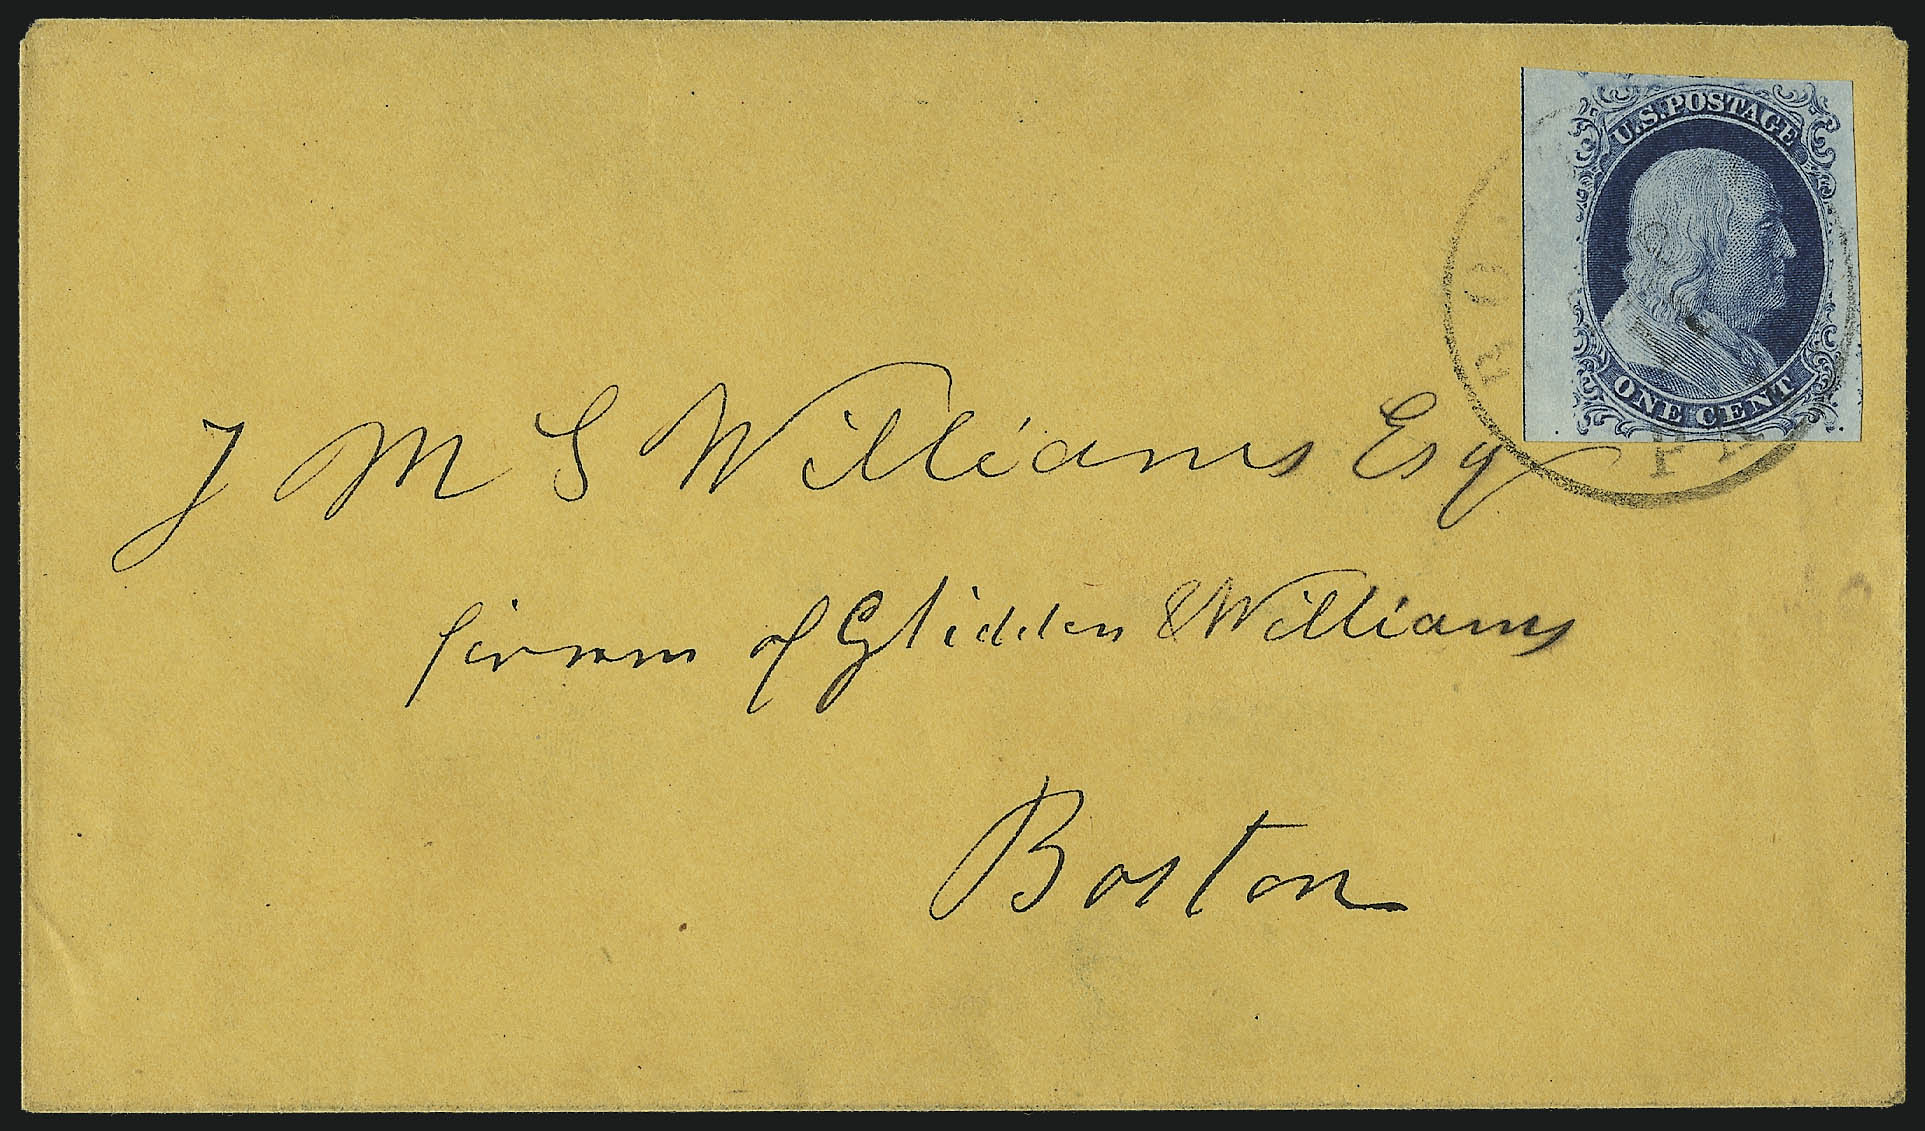 U.S. POSTAGE
ONE CENT
J M S Williams Esq
firm of Glidden & Williams
Boston